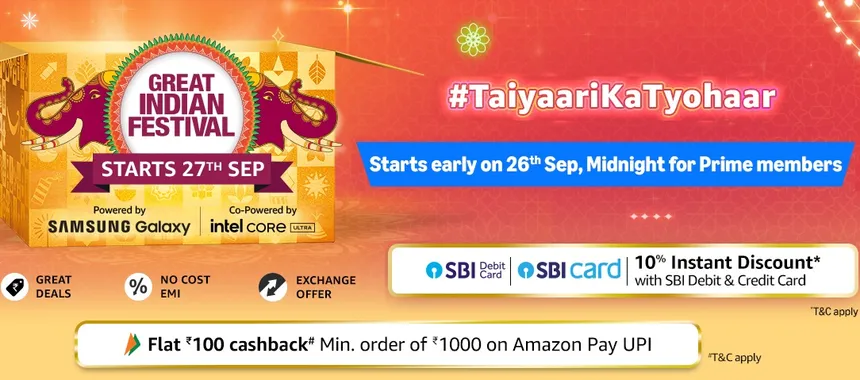 GREAT
INDIAN
FESTIVAL
STARTS 27TH SEP
Powered by
SAMSUNG Galaxy
Co-Powered by
intel CORE ULTRA
#TaiyaariKaTyohaar
Starts early on 26th Sep, Midnight for Prime members
GREAT
DEALS
NO COST
EMI
EXCHANGE
OFFER
SBI Debit Card
SBI card
10% Instant Discount*
with SBI Debit & Credit Card
*T&C apply
Flat ₹100 cashback# Min. order of ₹1000 on Amazon Pay UPI
#T&C apply